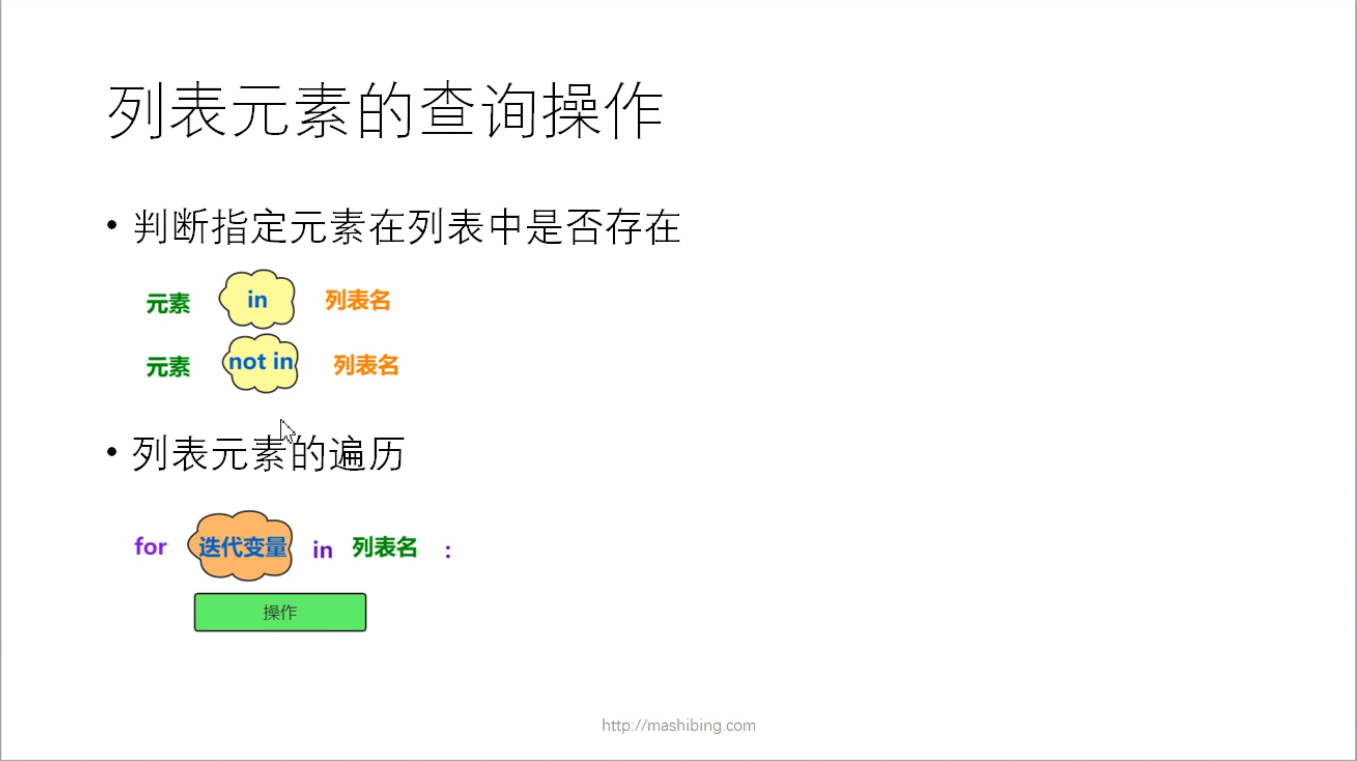 列表元素的查询操作
• 判断指定元素在列表中是否存在
元素 in 列表名
元素 not in 列表名
• 列表元素的遍历
for 迭代变量 in 列表名 :
操作
http://mashibing.com